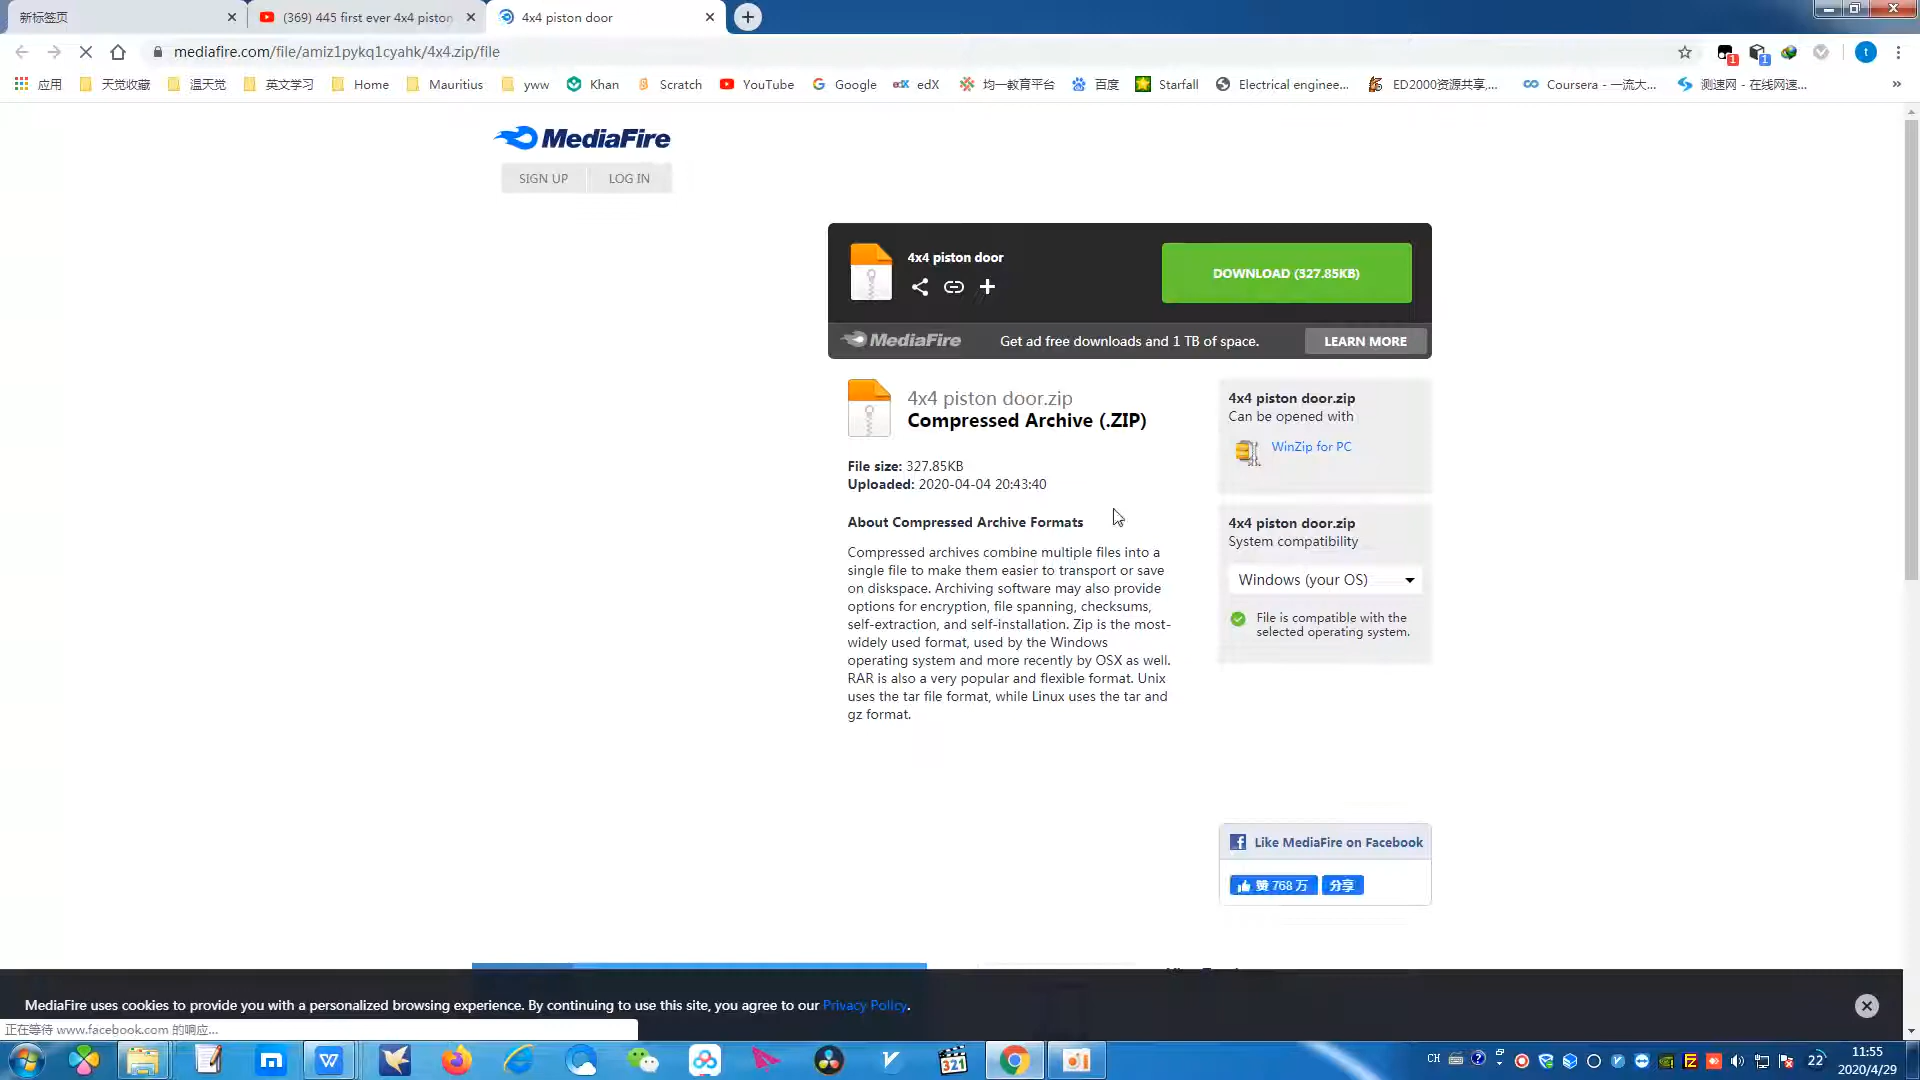 新标签页
(369) 445 first ever 4x4 piston
4x4 piston door
mediafire.com/file/amiz1pykq1cyahk/4x4.zip/file
1
1
t
应用
天觉收藏
温天觉
英文学习
Home
Mauritius
yww
Khan
Scratch
YouTube
Google
edX
均一教育平台
百度
Starfall
Electrical enginee...
ED2000资源共享,...
Coursera - 一流大...
测速网 - 在线网速...
»
MediaFire
SIGN UP
LOG IN
4x4 piston door
DOWNLOAD (327.85KB)
MediaFire
Get ad free downloads and 1 TB of space.
LEARN MORE
4x4 piston door.zip
Compressed Archive (.ZIP)
File size: 327.85KB
Uploaded: 2020-04-04 20:43:40
About Compressed Archive Formats
Compressed archives combine multiple files into a
single file to make them easier to transport or save
on diskspace. Archiving software may also provide
options for encryption, file spanning, checksums,
self-extraction, and self-installation. Zip is the most-
widely used format, used by the Windows
operating system and more recently by OSX as well.
RAR is also a very popular and flexible format. Unix
uses the tar file format, while Linux uses the tar and
gz format.
4x4 piston door.zip
Can be opened with
WinZip for PC
4x4 piston door.zip
System compatibility
Windows (your OS)
File is compatible with the
selected operating system.
Like MediaFire on Facebook
赞 768 万
分享
MediaFire uses cookies to provide you with a personalized browsing experience. By continuing to use this site, you agree to our Privacy Policy.
正在等待 www.facebook.com 的响应...
321
CH
22
11:55
2020/4/29